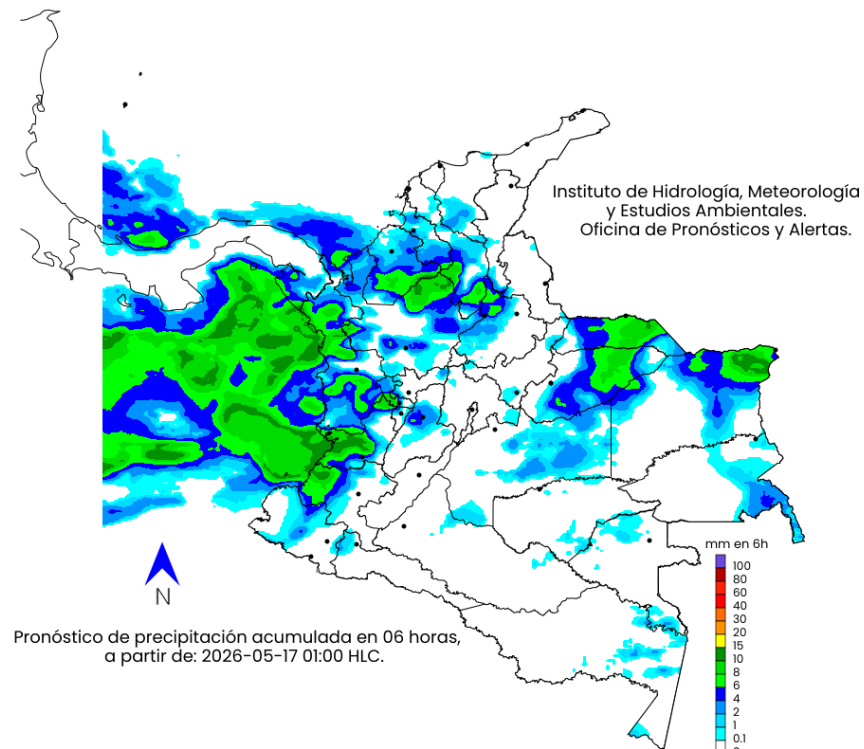 Instituto de Hidrología, Meteorología
y Estudios Ambientales.
Oficina de Pronósticos y Alertas.
N
Pronóstico de precipitación acumulada en 06 horas,
a partir de: 2026-05-17 01:00 HLC.
mm en 6h
100
80
60
40
30
20
15
10
8
6
4
2
1
0.1